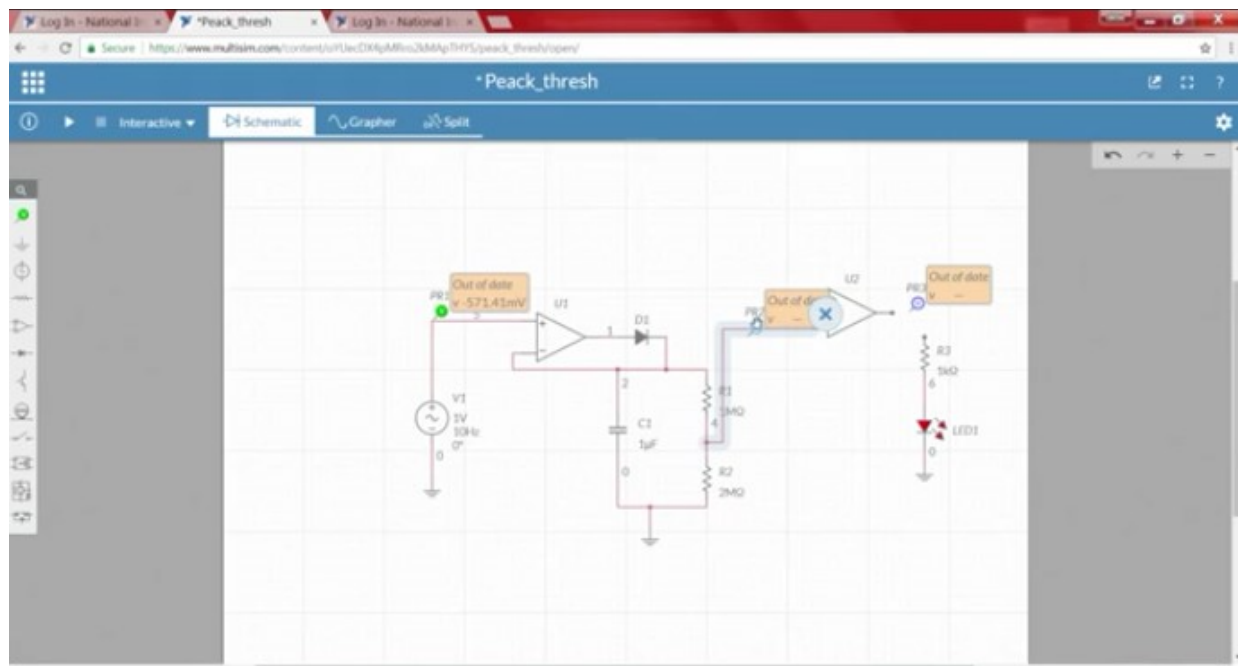 Log In - National In
*Peack_thresh
Log In - National In
Secure
https://www.multisim.com/content/
/peack_thresh/open/
*Peack_thresh
Interactive
Schematic
Grapher
Split
Out of date
PR1
v -571.41mV
5
U1
1
D1
2
V1
1V
10Hz
0°
0
C1
1μF
0
R1
1MΩ
4
R2
2MΩ
Out of d
PR2
v --
U2
Out of date
PR3
v --
R3
1kΩ
6
LED1
0